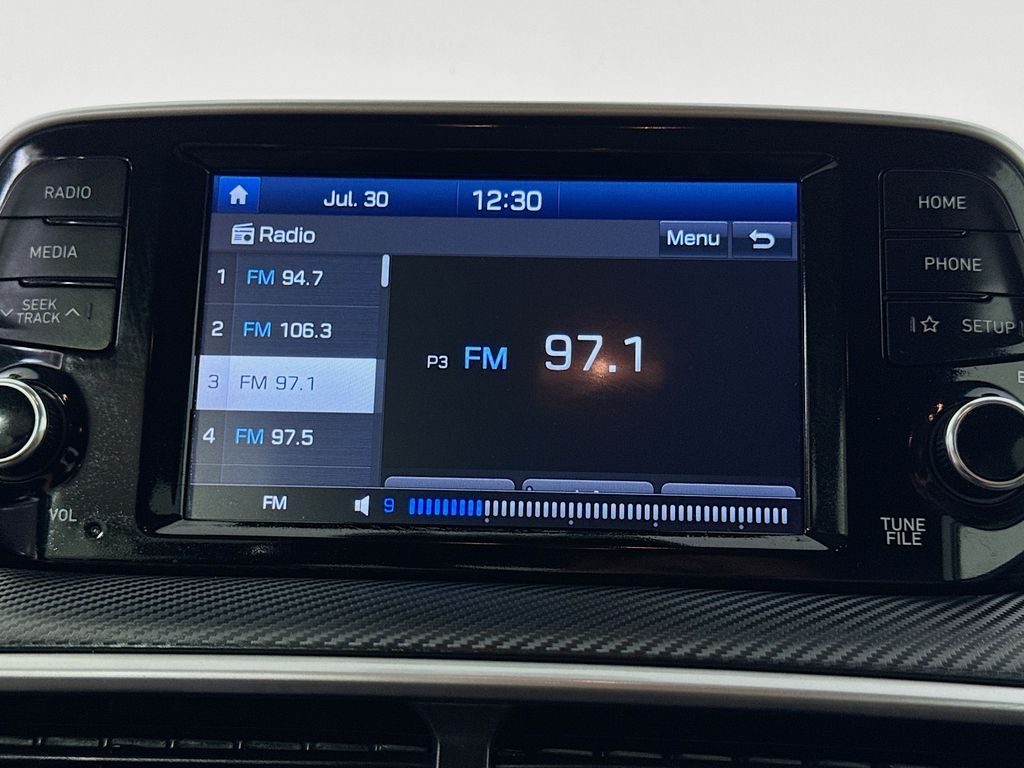 RADIO
MEDIA
SEEK
TRACK
VOL
Jul. 30 12:30
Radio Menu
1 FM 94.7
2 FM 106.3
3 FM 97.1
4 FM 97.5
P3 FM 97.1
FM 9
HOME
PHONE
SETUP
TUNE
FILE